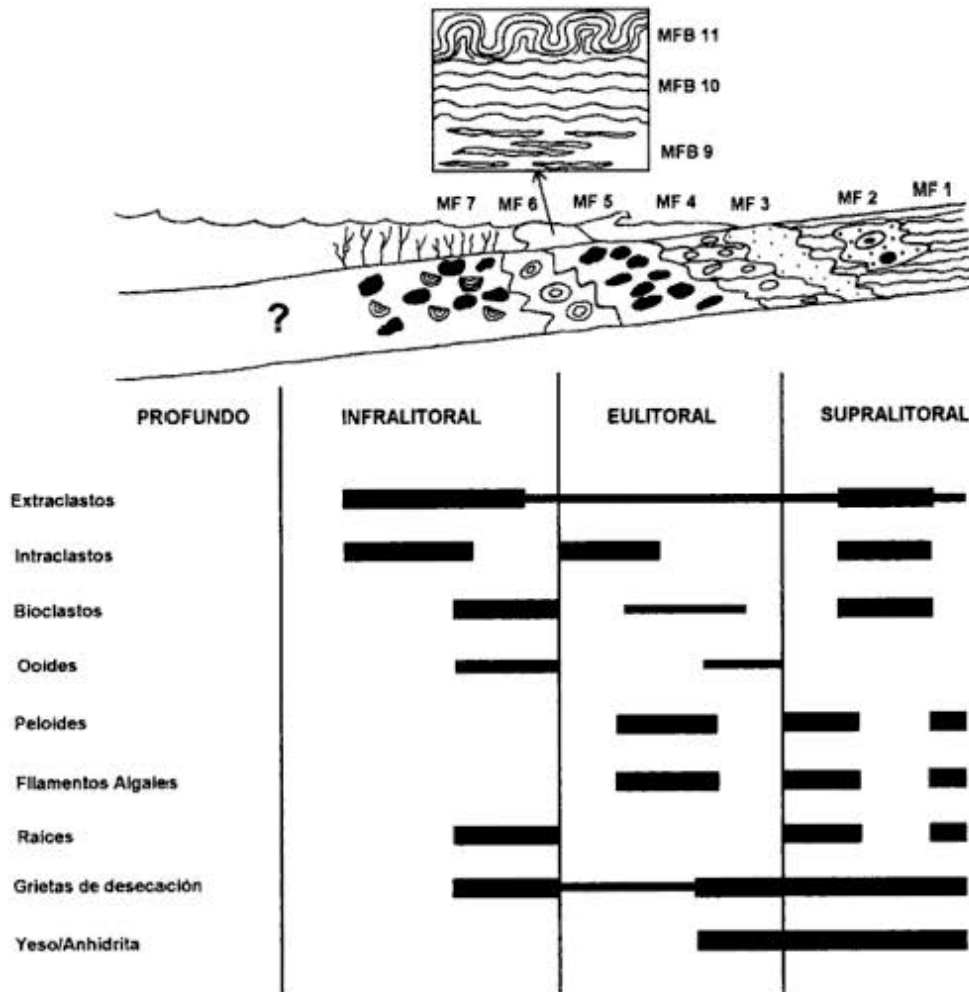 MFB 11
MFB 10
MFB 9
MF 7 MF 6 MF 5 MF 4 MF 3 MF 2 MF 1
?
PROFUNDO INFRALITORAL EULITORAL SUPRALITORAL
Extraclastos
Intraclastos
Bioclastos
Ooides
Peloides
Filamentos Algales
Raices
Grietas de desecación
Yeso/Anhidrita